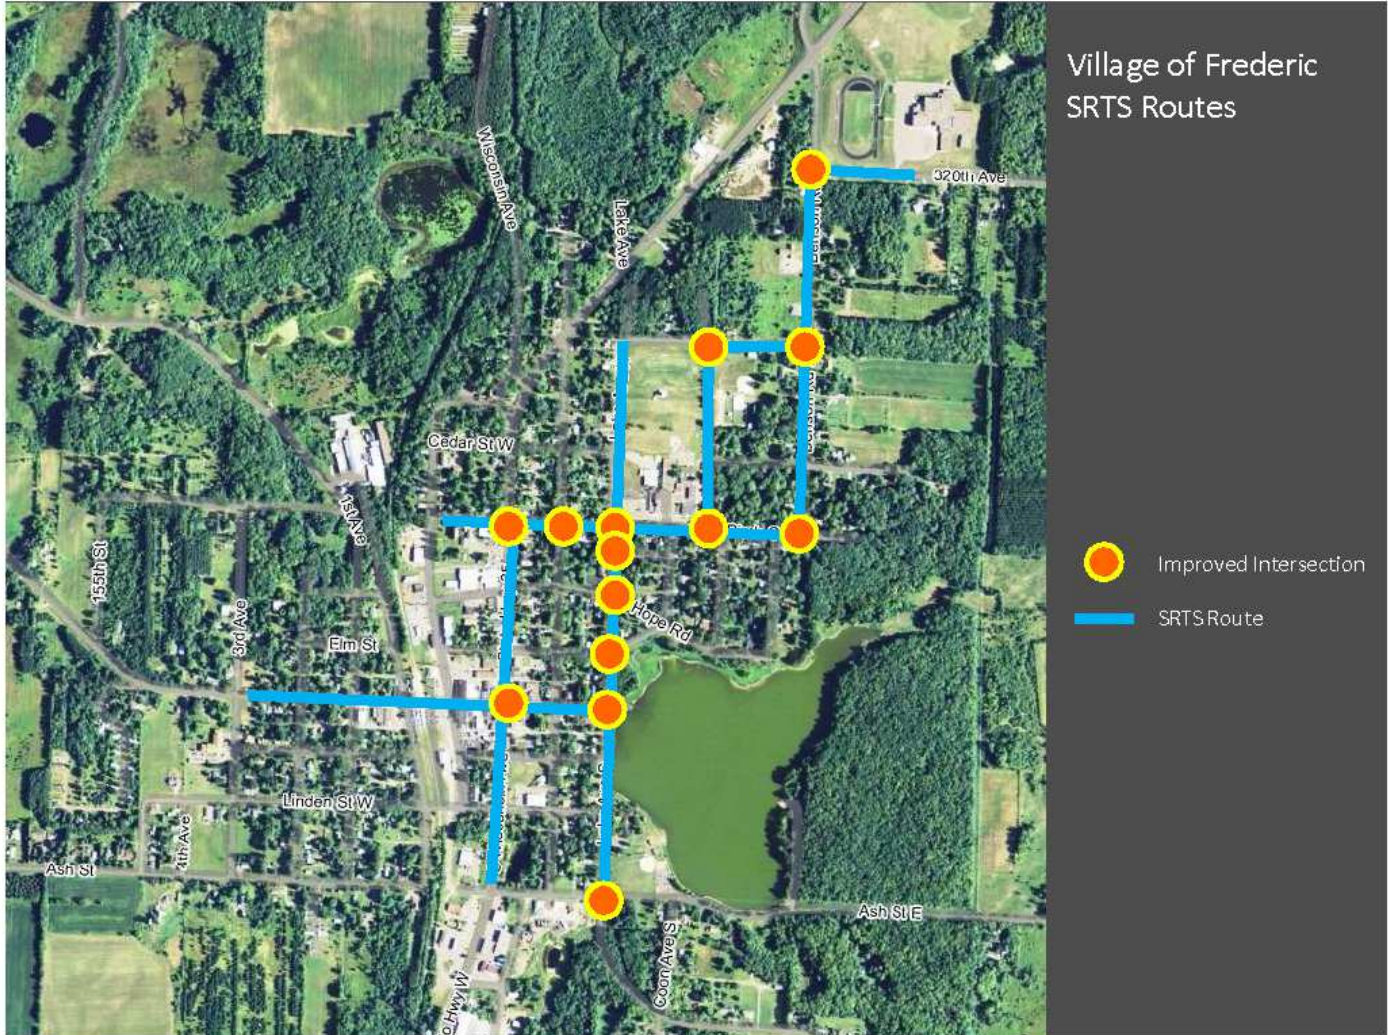 Village of Frederic
SRTS Routes
Wisconsin Ave
Lake Ave
320th Ave
Cedar St W
1st Ave
155th St
3rd Ave
Elm St
Hope Rd
Improved Intersection
SRTS Route
Linden St W
4th Ave
Ash St
Ash St E
Coon Ave S
Hwy W